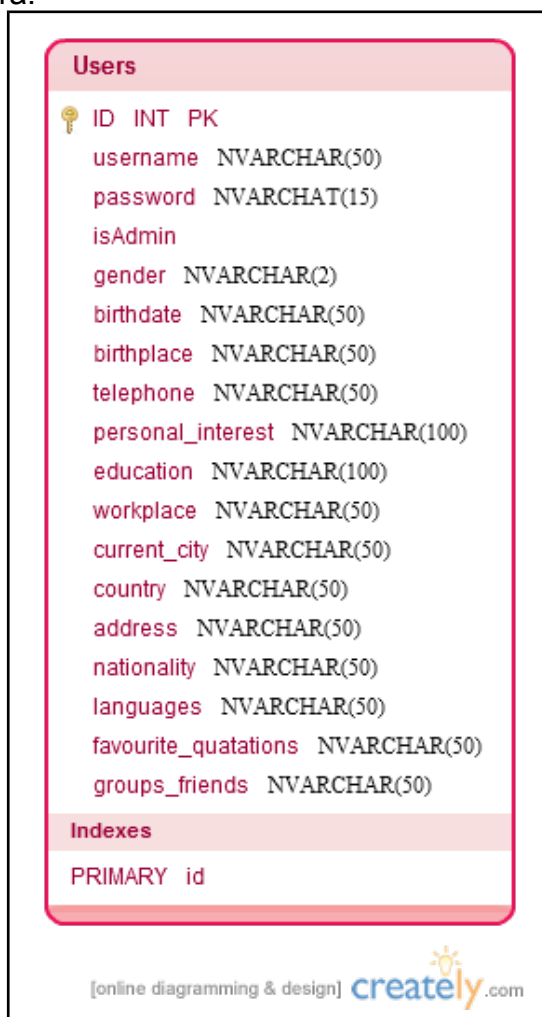 ra.
Users
ID INT PK
username NVARCHAR(50)
password NVARCHAT(15)
isAdmin
gender NVARCHAR(2)
birthdate NVARCHAR(50)
birthplace NVARCHAR(50)
telephone NVARCHAR(50)
personal_interest NVARCHAR(100)
education NVARCHAR(100)
workplace NVARCHAR(50)
current_city NVARCHAR(50)
country NVARCHAR(50)
address NVARCHAR(50)
nationality NVARCHAR(50)
languages NVARCHAR(50)
favourite_quatations NVARCHAR(50)
groups_friends NVARCHAR(50)
Indexes
PRIMARY id
[online diagramming & design] creately.com